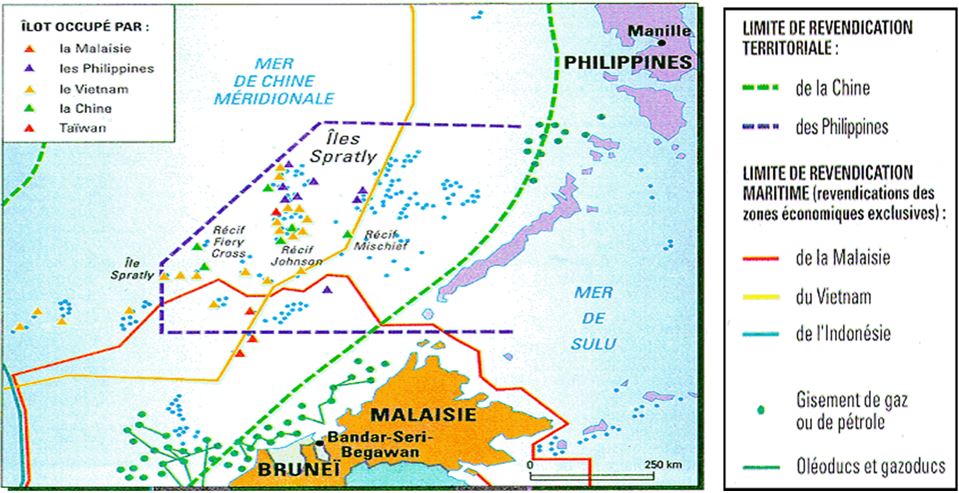 ÎLOT OCCUPÉ PAR :
la Malaisie
les Philippines
le Vietnam
la Chine
Taïwan
MER
DE CHINE
MÉRIDIONALE
Manille
PHILIPPINES
Îles
Spratly
Récif
Fiery
Cross
Récif
Johnson
Récif
Mischief
Île
Spratly
MER
DE
SULU
MALAISIE
Bandar-Seri-
Begawan
BRUNEÏ
0
250 km
LIMITE DE REVENDICATION
TERRITORIALE :
de la Chine
des Philippines
LIMITE DE REVENDICATION
MARITIME (revendications des
zones économiques exclusives) :
de la Malaisie
du Vietnam
de l'Indonésie
Gisement de gaz
ou de pétrole
Oléoducs et gazoducs